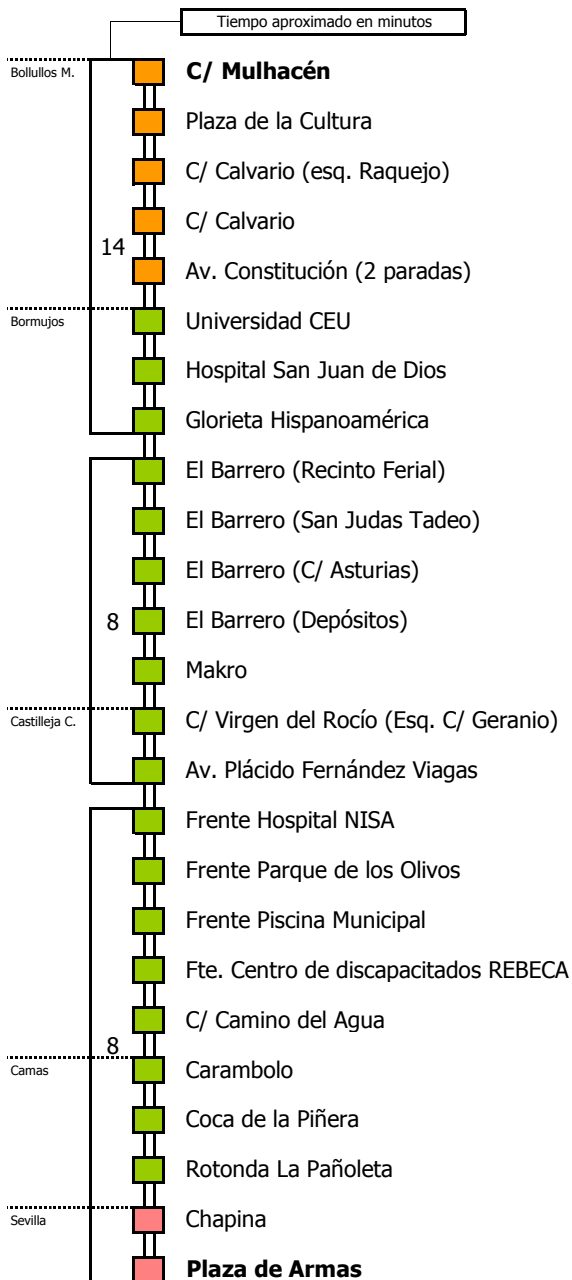 Tiempo aproximado en minutos
Bollullos M.
C/ Mulhacén
Plaza de la Cultura
C/ Calvario (esq. Raquejo)
C/ Calvario
14
Av. Constitución (2 paradas)
Bormujos
Universidad CEU
Hospital San Juan de Dios
Glorieta Hispanoamérica
El Barrero (Recinto Ferial)
El Barrero (San Judas Tadeo)
El Barrero (C/ Asturias)
8
El Barrero (Depósitos)
Makro
Castilleja C.
C/ Virgen del Rocío (Esq. C/ Geranio)
Av. Plácido Fernández Viagas
Frente Hospital NISA
Frente Parque de los Olivos
Frente Piscina Municipal
Fte. Centro de discapacitados REBECA
C/ Camino del Agua
8
Camas
Carambolo
Coca de la Piñera
Rotonda La Pañoleta
Sevilla
Chapina
Plaza de Armas